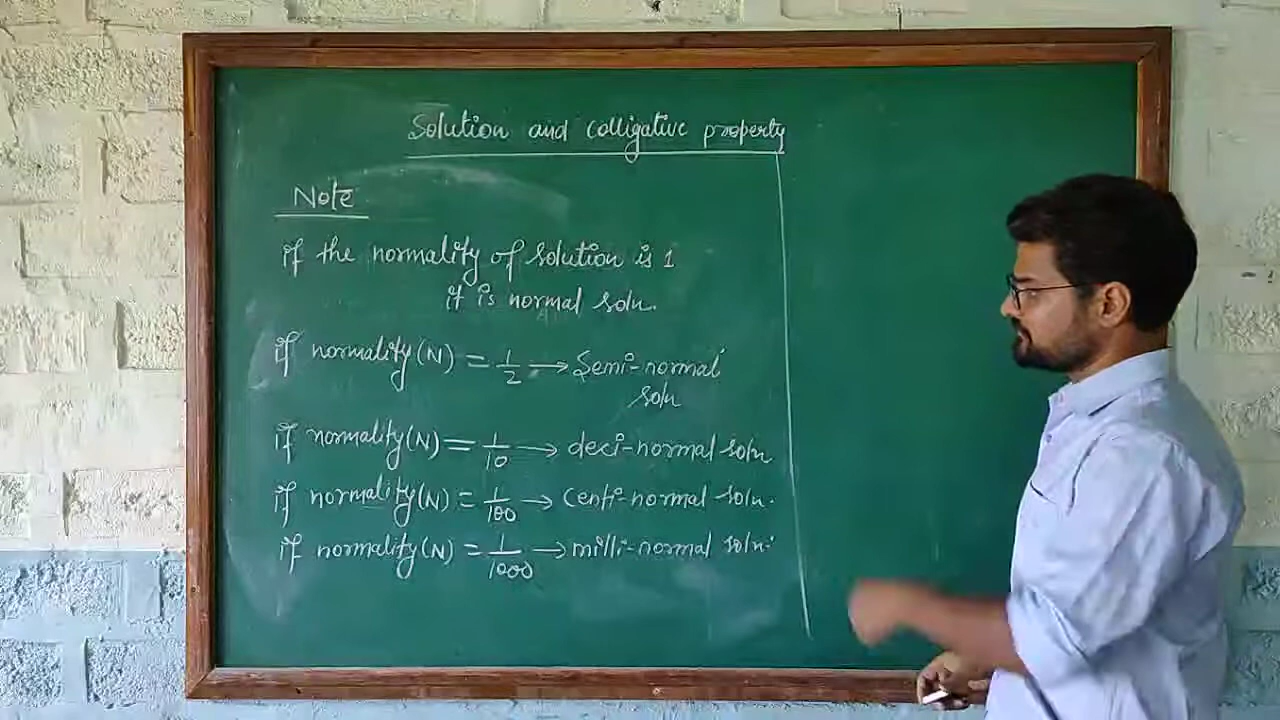 Solution and colligative property
Note
if the normality of solution is 1
it is normal soln.
if normality(N) = 1/2 → Semi-normal
soln
if normality(N) = 1/10 → deci-normal soln
if normality(N) = 1/100 → Centi-normal soln.
if normality(N) = 1/1000 → milli-normal soln.